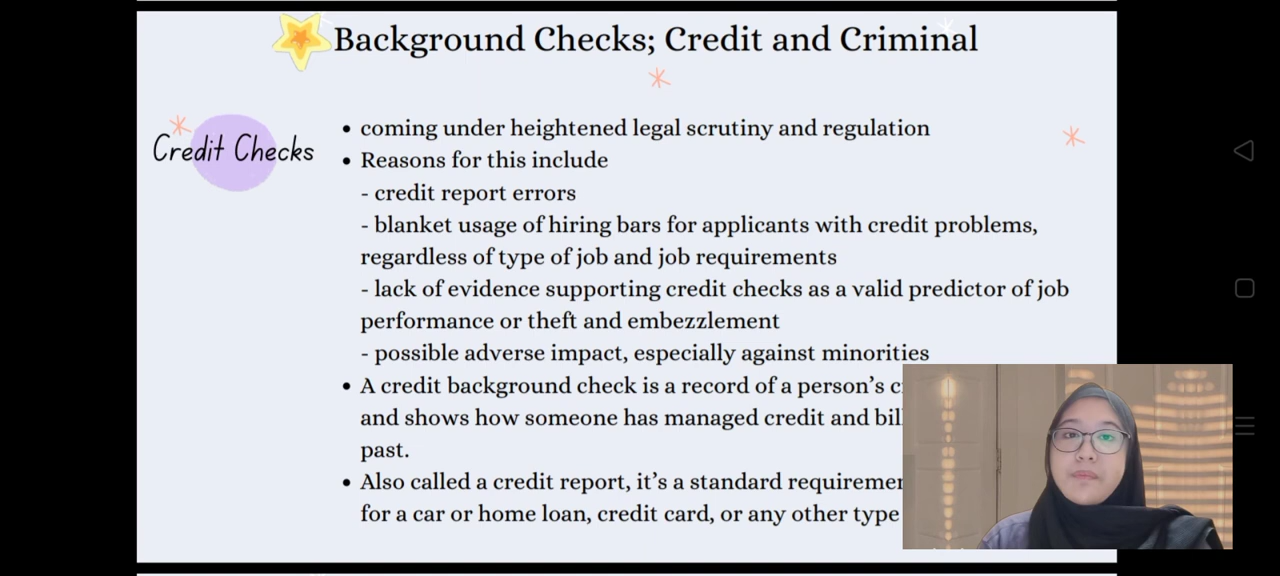 Background Checks; Credit and Criminal
Credit Checks
• coming under heightened legal scrutiny and regulation
• Reasons for this include
- credit report errors
- blanket usage of hiring bars for applicants with credit problems,
regardless of type of job and job requirements
- lack of evidence supporting credit checks as a valid predictor of job
performance or theft and embezzlement
- possible adverse impact, especially against minorities
• A credit background check is a record of a person's
and shows how someone has managed credit and
past.
• Also called a credit report, it's a standard
for a car or home loan, credit card, or any other type